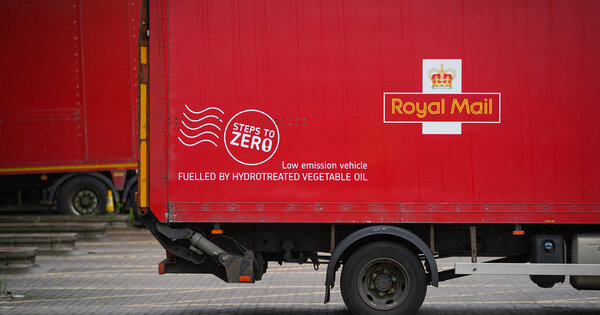 STEPS TO
ZERO
Low emission vehicle
FUELLED BY HYDROTREATED VEGETABLE OIL
Royal Mail